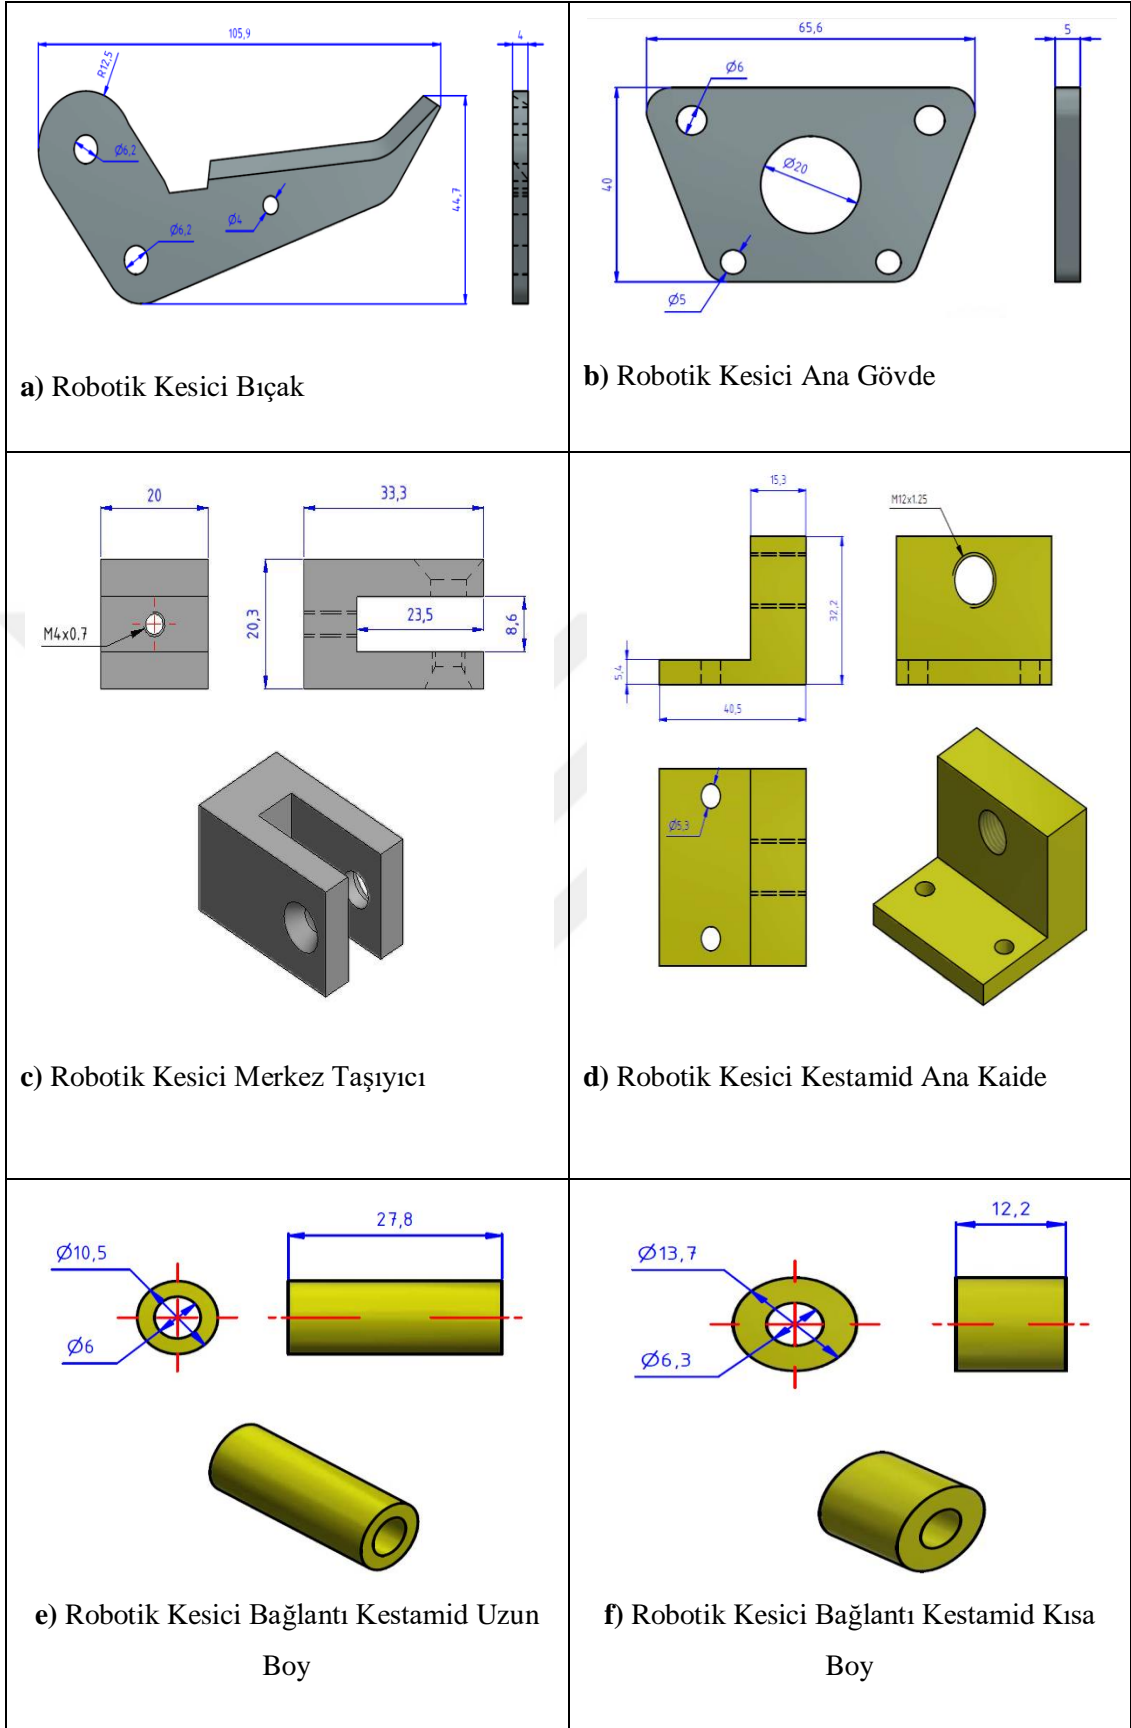 105,9
4
R12.5
Ø6,2
Ø4
Ø6,2
44,7
a) Robotik Kesici Bıçak
65,6
5
Ø6
Ø20
40
Ø5
b) Robotik Kesici Ana Gövde
20
33,3
M4x0.7
20,3
23,5
8,6
c) Robotik Kesici Merkez Taşıyıcı
15,3
M12x1.25
32,2
5,4
40,5
Ø5,3
d) Robotik Kesici Kestamid Ana Kaide
27,8
Ø10,5
Ø6
e) Robotik Kesici Bağlantı Kestamid Uzun
Boy
12,2
Ø13,7
Ø6,3
f) Robotik Kesici Bağlantı Kestamid Kısa
Boy